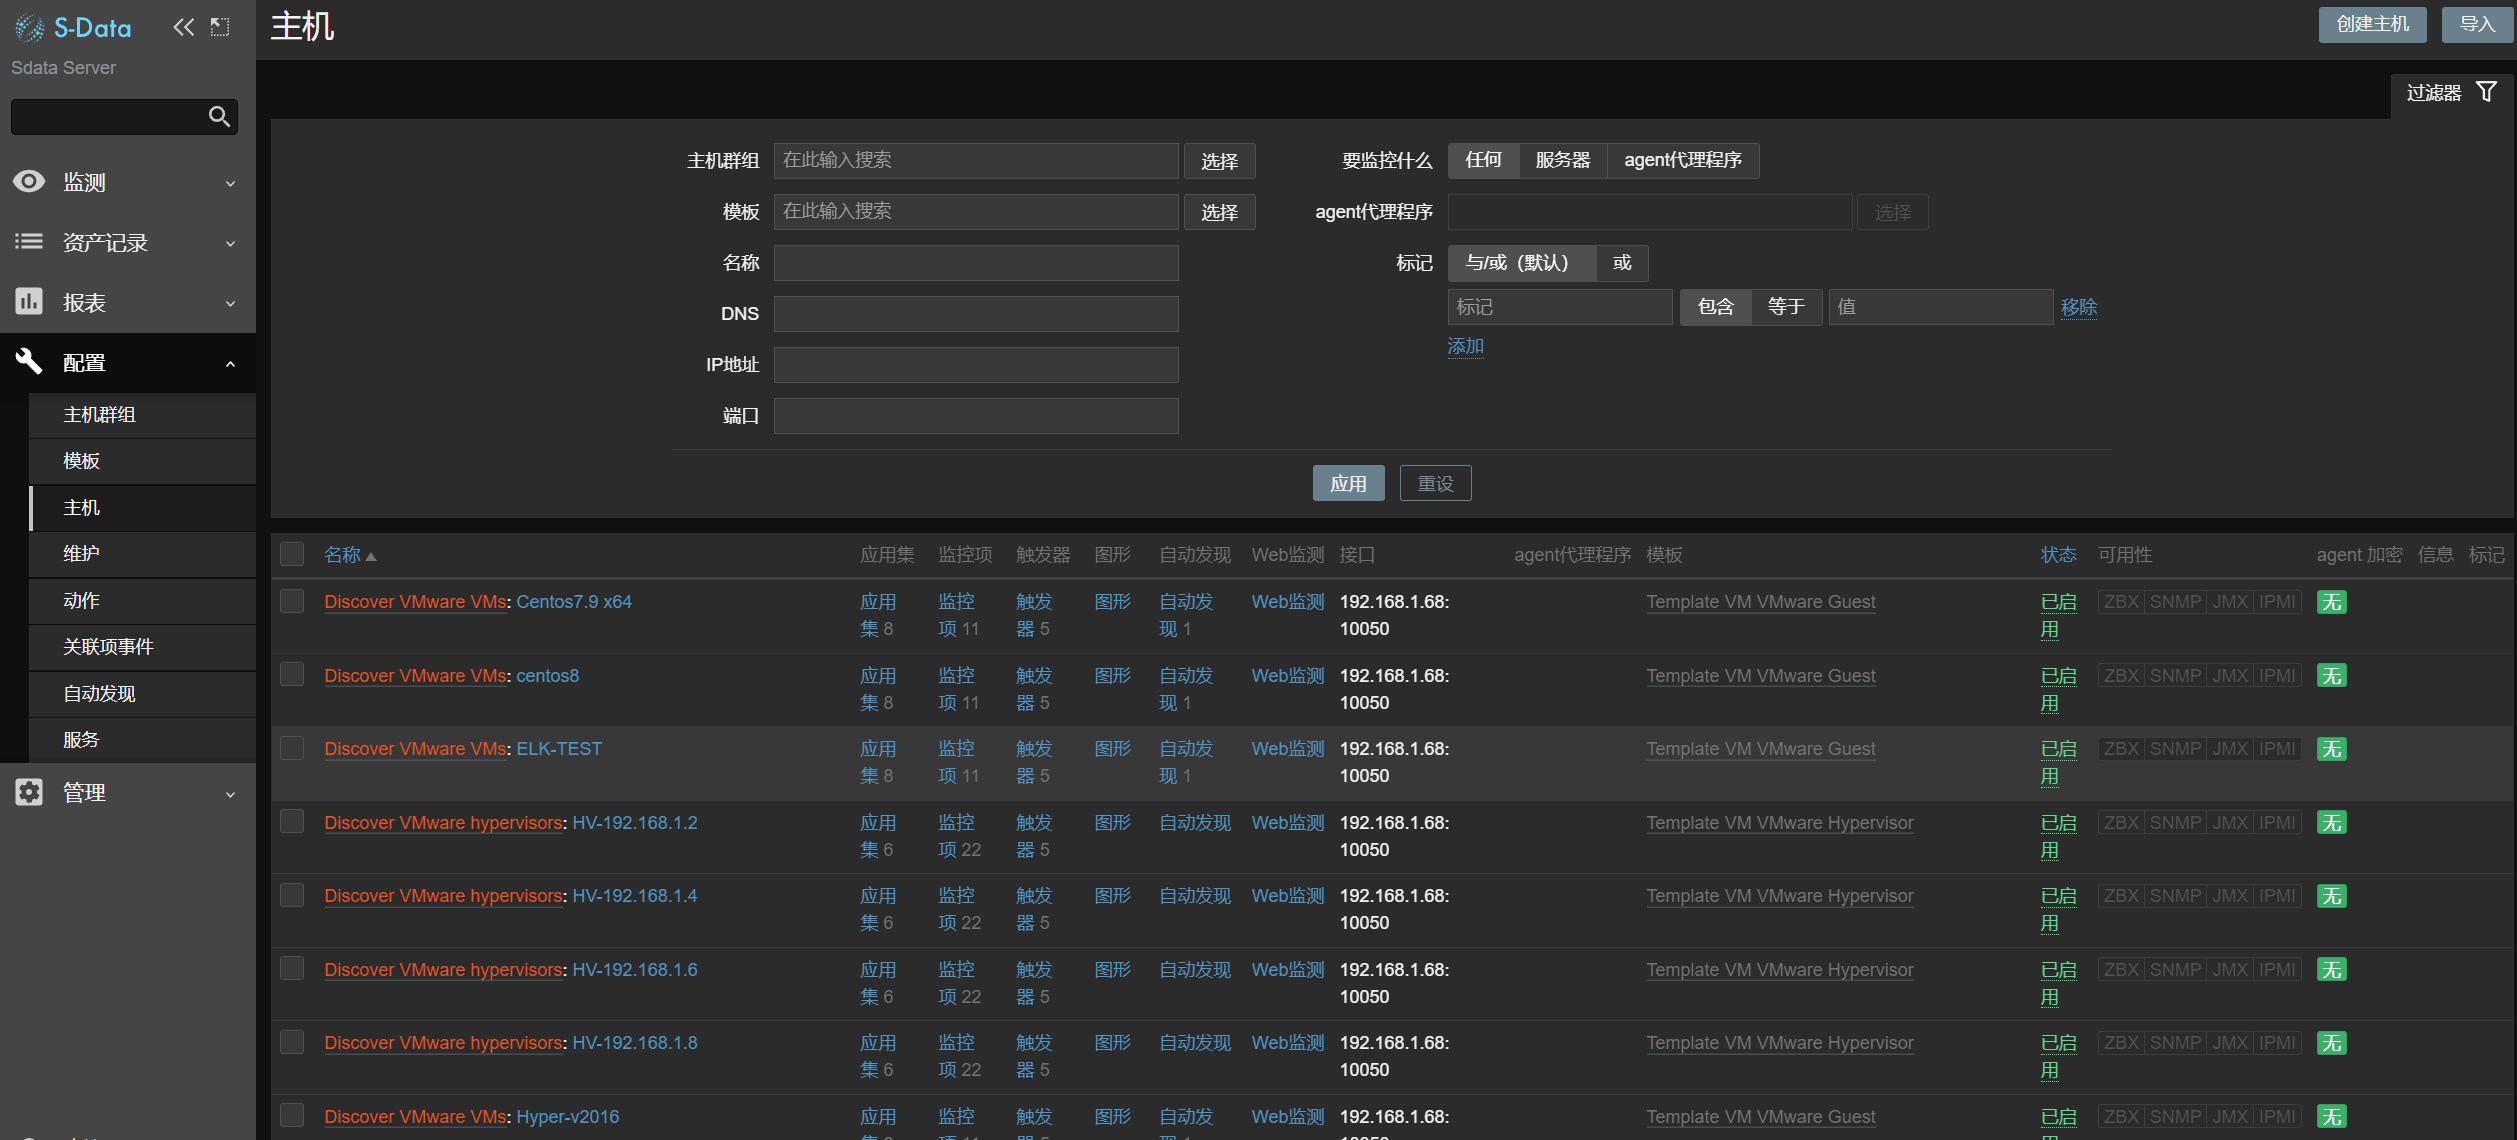 S-Data
Sdata Server
监测
资产记录
报表
配置
主机群组
模板
主机
维护
动作
关联项事件
自动发现
服务
管理
主机
创建主机 导入
过滤器
主机群组 在此输入搜索 选择 要监控什么 任何 服务器 agent代理程序
模板 在此输入搜索 选择 agent代理程序 选择
名称 标记 与/或（默认） 或
标记 包含 等于 值 移除
DNS
添加
IP地址
端口
应用 重设
名称 应用集 监控项 触发器 图形 自动发现 Web监测 接口 agent代理程序 模板 状态 可用性 agent 加密 信息 标记
Discover VMware VMs: Centos7.9 x64 应用 监控 触发 图形 自动发 Web监测 192.168.1.68: Template VM VMware Guest 已启 ZBX SNMP JMX IPMI 无
集 8 项 11 器 5 现 1 10050 用
Discover VMware VMs: centos8 应用 监控 触发 图形 自动发 Web监测 192.168.1.68: Template VM VMware Guest 已启 ZBX SNMP JMX IPMI 无
集 8 项 11 器 5 现 1 10050 用
Discover VMware VMs: ELK-TEST 应用 监控 触发 图形 自动发 Web监测 192.168.1.68: Template VM VMware Guest 已启 ZBX SNMP JMX IPMI 无
集 8 项 11 器 5 现 1 10050 用
Discover VMware hypervisors: HV-192.168.1.2 应用 监控 触发 图形 自动发现 Web监测 192.168.1.68: Template VM VMware Hypervisor 已启 ZBX SNMP JMX IPMI 无
集 6 项 22 器 5 10050 用
Discover VMware hypervisors: HV-192.168.1.4 应用 监控 触发 图形 自动发现 Web监测 192.168.1.68: Template VM VMware Hypervisor 已启 ZBX SNMP JMX IPMI 无
集 6 项 22 器 5 10050 用
Discover VMware hypervisors: HV-192.168.1.6 应用 监控 触发 图形 自动发现 Web监测 192.168.1.68: Template VM VMware Hypervisor 已启 ZBX SNMP JMX IPMI 无
集 6 项 22 器 5 10050 用
Discover VMware hypervisors: HV-192.168.1.8 应用 监控 触发 图形 自动发现 Web监测 192.168.1.68: Template VM VMware Hypervisor 已启 ZBX SNMP JMX IPMI 无
集 6 项 22 器 5 10050 用
Discover VMware VMs: Hyper-v2016 应用 监控 触发 图形 自动发 Web监测 192.168.1.68: Template VM VMware Guest 已启 ZBX SNMP JMX IPMI 无